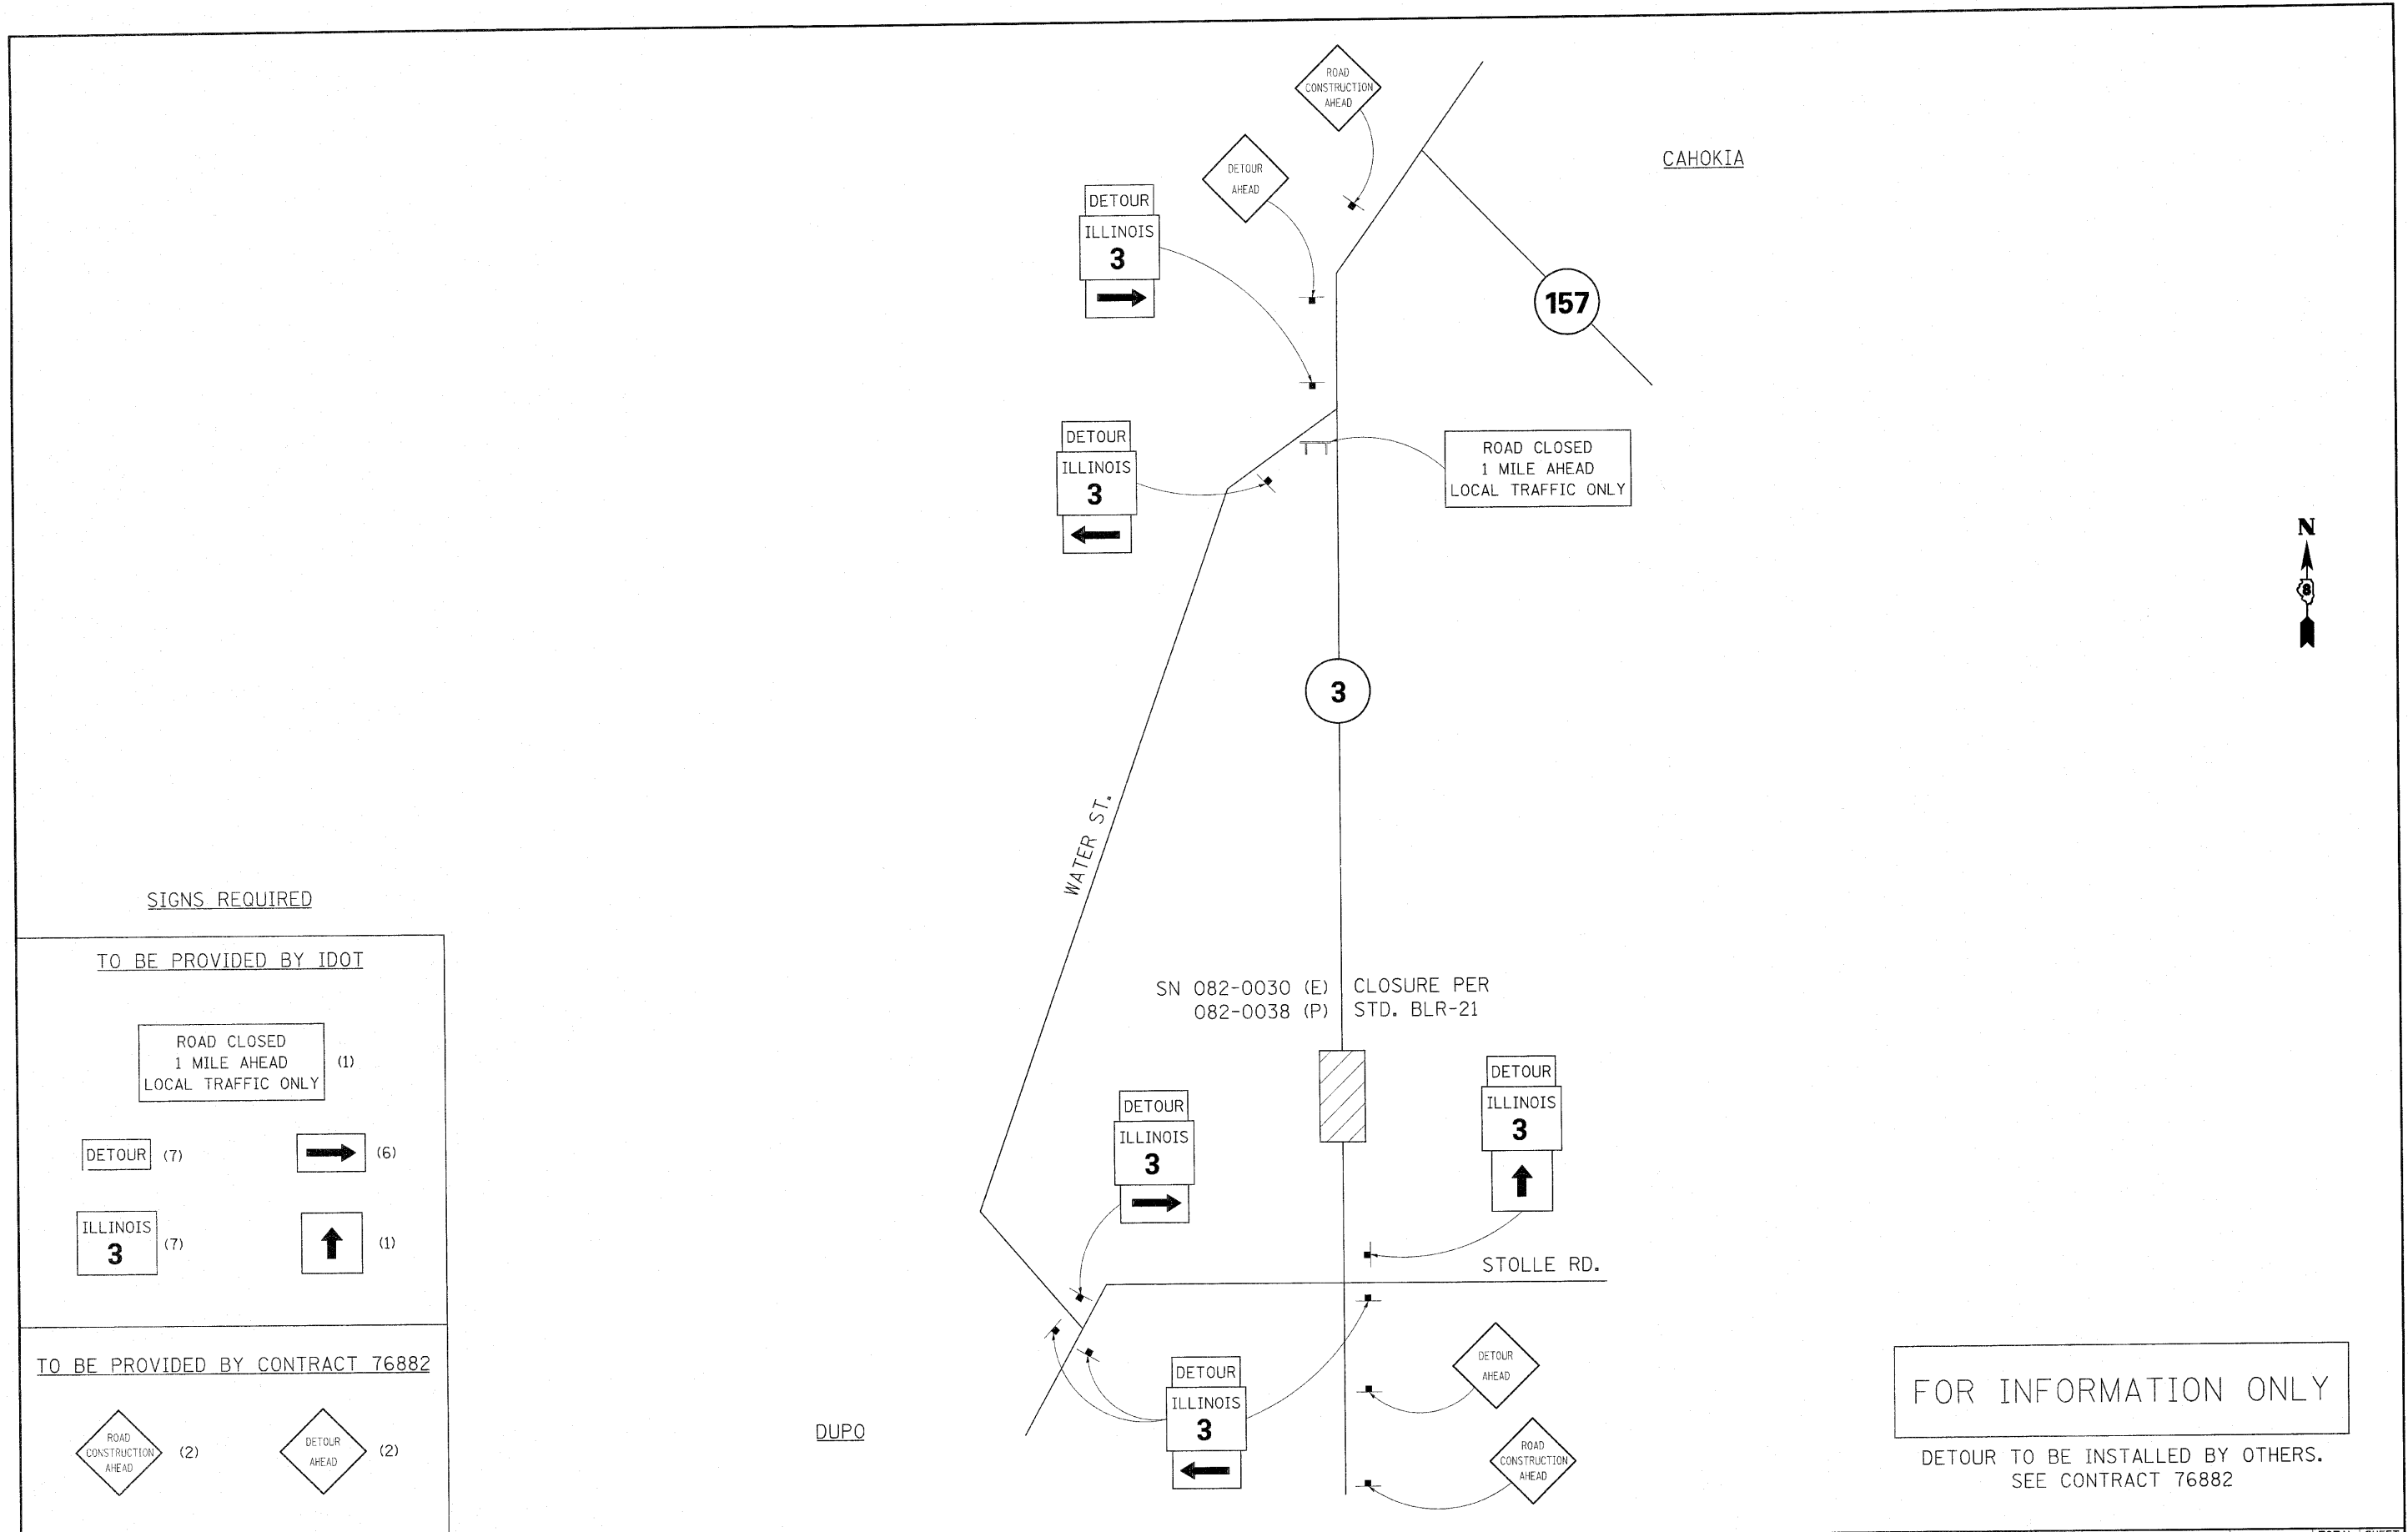 ROAD
CONSTRUCTION
AHEAD
CAHOKIA
DETOUR
AHEAD
DETOUR
ILLINOIS
3
157
DETOUR
ILLINOIS
3
ROAD CLOSED
1 MILE AHEAD
LOCAL TRAFFIC ONLY
N
8
3
WATER ST.
SIGNS REQUIRED
TO BE PROVIDED BY IDOT
ROAD CLOSED
1 MILE AHEAD
LOCAL TRAFFIC ONLY
(1)
DETOUR (7)
(6)
ILLINOIS
3
(7)
(1)
TO BE PROVIDED BY CONTRACT 76882
ROAD
CONSTRUCTION
AHEAD
(2)
DETOUR
AHEAD
(2)
SN 082-0030 (E)
082-0038 (P)
CLOSURE PER
STD. BLR-21
DETOUR
ILLINOIS
3
DETOUR
ILLINOIS
3
STOLLE RD.
DETOUR
AHEAD
DETOUR
ILLINOIS
3
DUPO
ROAD
CONSTRUCTION
AHEAD
FOR INFORMATION ONLY
DETOUR TO BE INSTALLED BY OTHERS.
SEE CONTRACT 76882